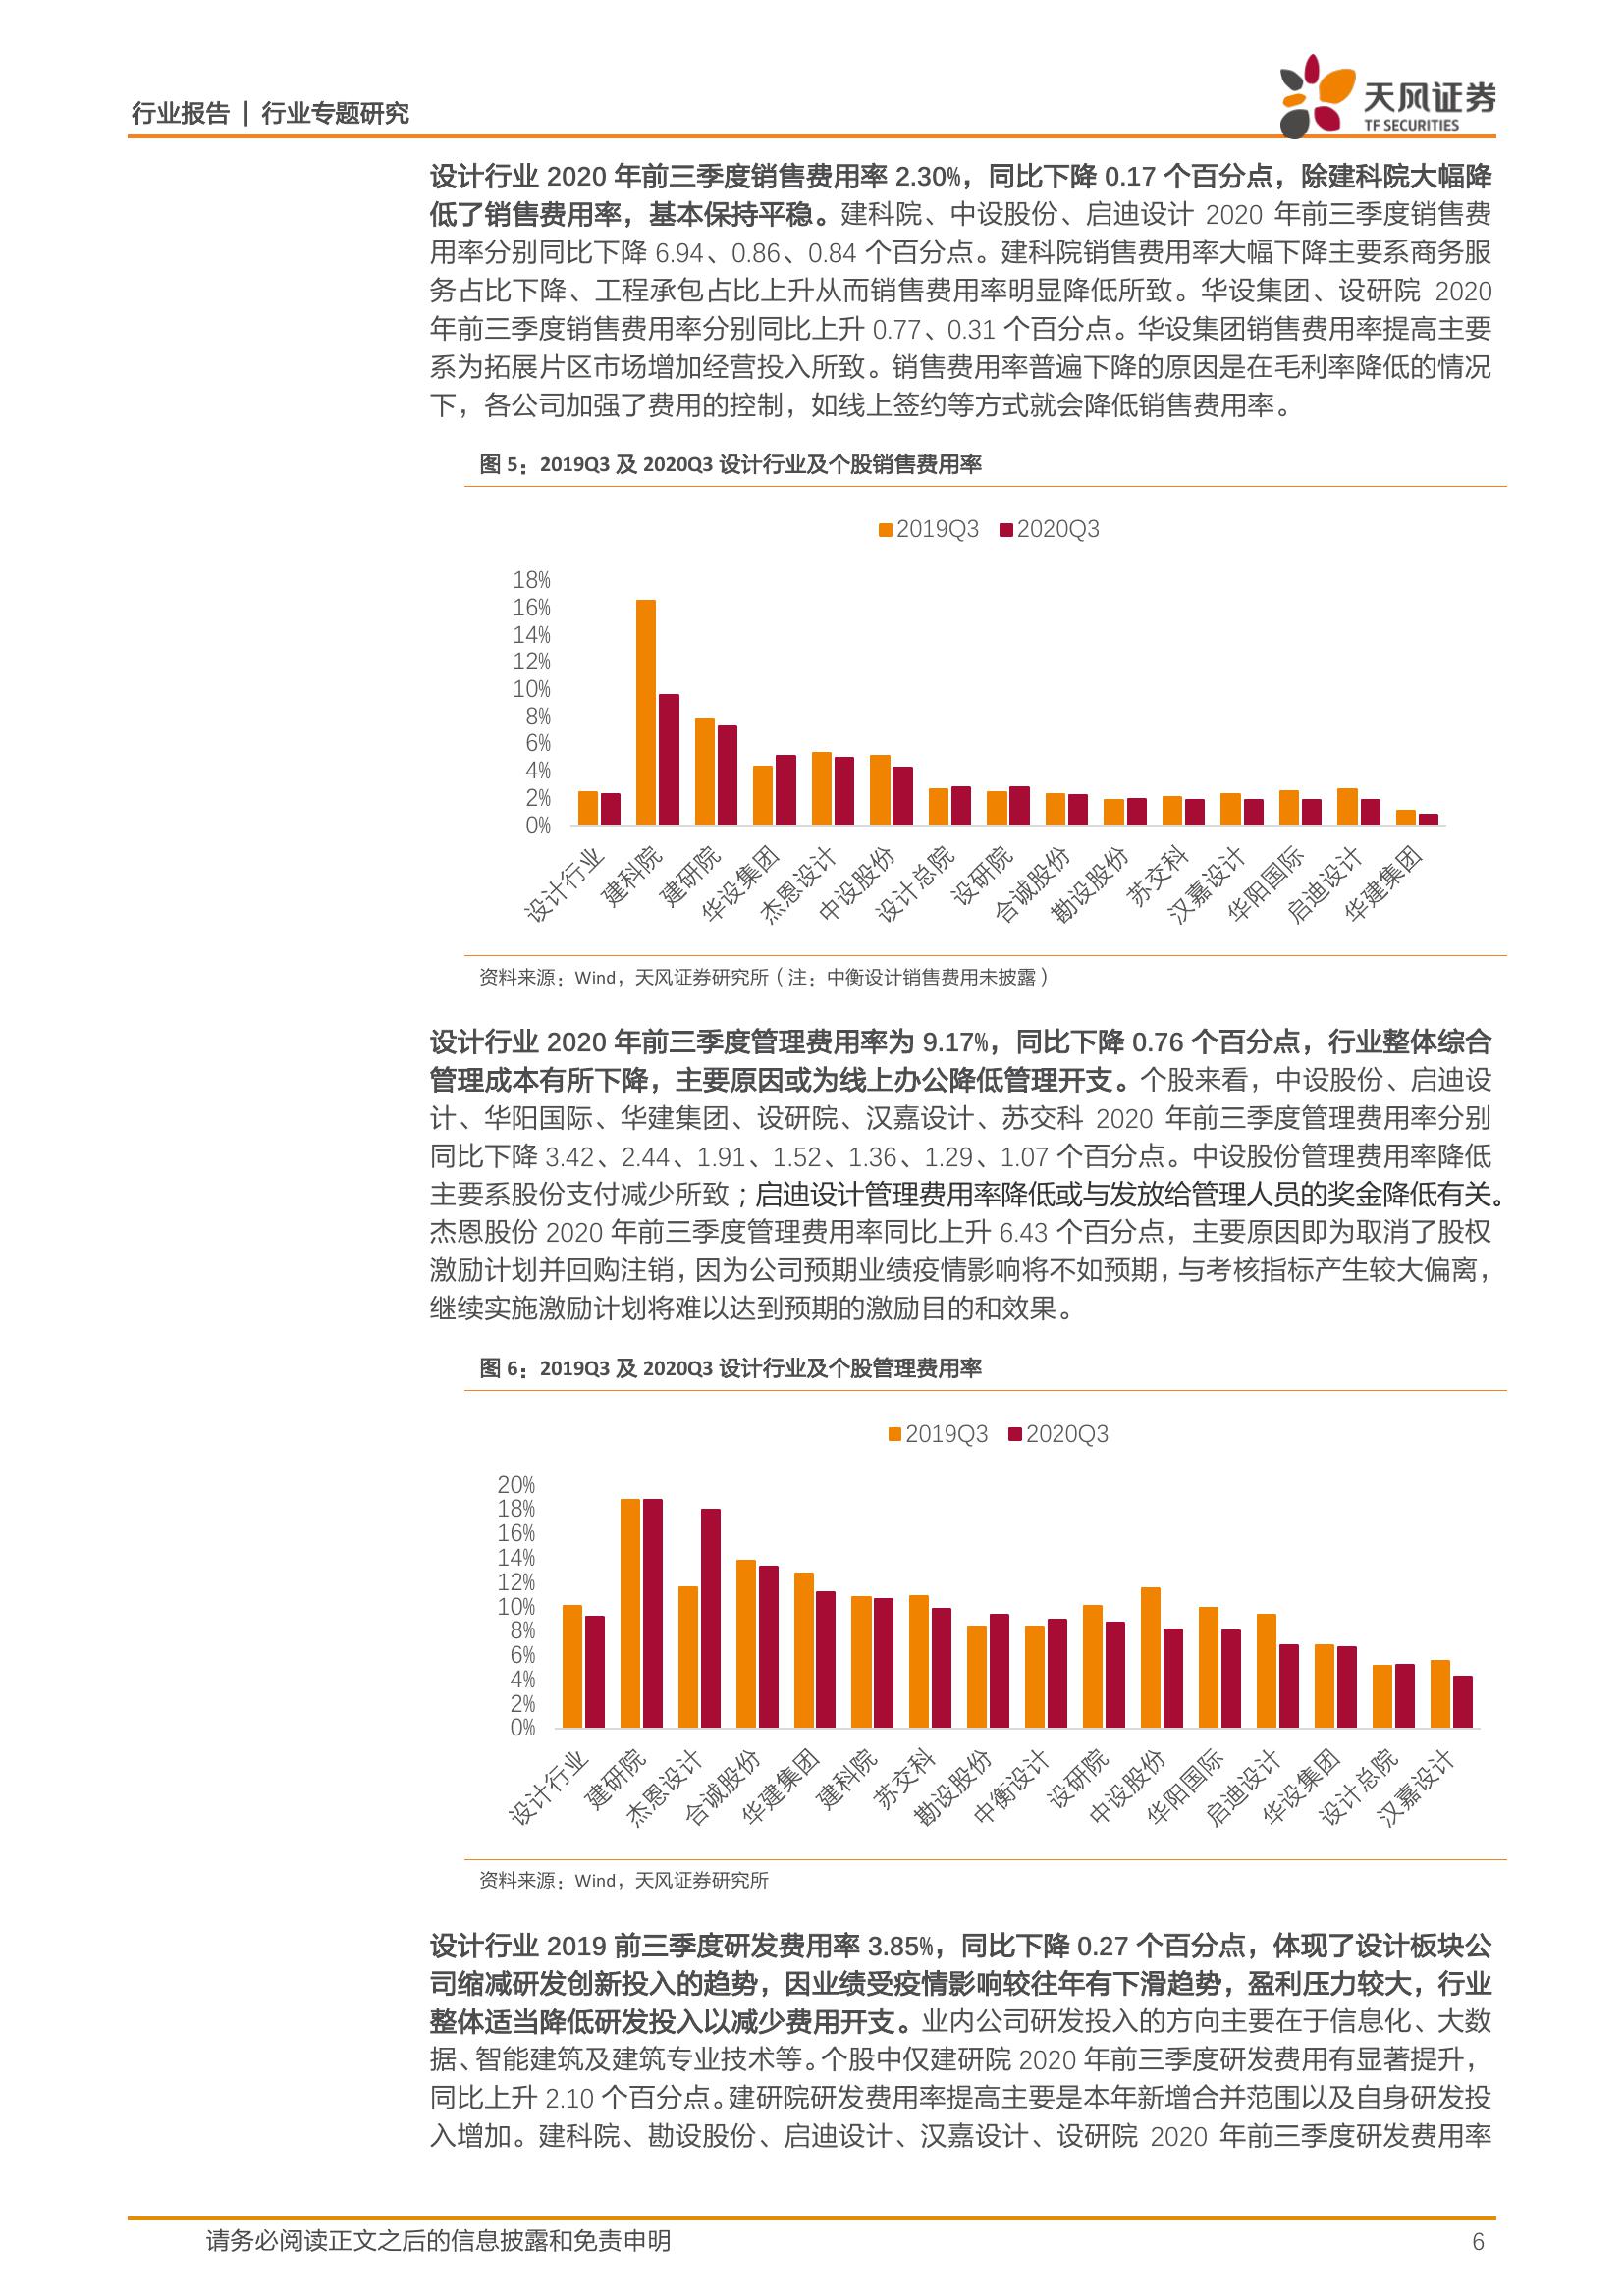 行业报告 | 行业专题研究
天风证券
TF SECURITIES
设计行业 2020 年前三季度销售费用率 2.30%，同比下降 0.17 个百分点，除建科院大幅降
低了销售费用率，基本保持平稳。建科院、中设股份、启迪设计 2020 年前三季度销售费
用率分别同比下降 6.94、0.86、0.84 个百分点。建科院销售费用率大幅下降主要系商务服
务占比下降、工程承包占比上升从而销售费用率明显降低所致。华设集团、设研院 2020
年前三季度销售费用率分别同比上升 0.77、0.31 个百分点。华设集团销售费用率提高主要
系为拓展片区市场增加经营投入所致。销售费用率普遍下降的原因是在毛利率降低的情况
下，各公司加强了费用的控制，如线上签约等方式就会降低销售费用率。
图 5：2019Q3 及 2020Q3 设计行业及个股销售费用率
2019Q3 2020Q3
18%
16%
14%
12%
10%
8%
6%
4%
2%
0%
设计行业
建科院
建研院
华设集团
杰恩设计
中设股份
设计总院
设研院
合诚股份
勘设股份
苏交科
汉嘉设计
华阳国际
启迪设计
华建集团
资料来源：Wind，天风证券研究所（注：中衡设计销售费用未披露）
设计行业 2020 年前三季度管理费用率为 9.17%，同比下降 0.76 个百分点，行业整体综合
管理成本有所下降，主要原因或为线上办公降低管理开支。个股来看，中设股份、启迪设
计、华阳国际、华建集团、设研院、汉嘉设计、苏交科 2020 年前三季度管理费用率分别
同比下降 3.42、2.44、1.91、1.52、1.36、1.29、1.07 个百分点。中设股份管理费用率降低
主要系股份支付减少所致；启迪设计管理费用率降低或与发放给管理人员的奖金降低有关。
杰恩股份 2020 年前三季度管理费用率同比上升 6.43 个百分点，主要原因即为取消了股权
激励计划并回购注销，因为公司预期业绩疫情影响将不如预期，与考核指标产生较大偏离，
继续实施激励计划将难以达到预期的激励目的和效果。
图 6：2019Q3 及 2020Q3 设计行业及个股管理费用率
2019Q3 2020Q3
20%
18%
16%
14%
12%
10%
8%
6%
4%
2%
0%
设计行业
建研院
杰恩设计
合诚股份
华建集团
建科院
苏交科
勘设股份
中衡设计
设研院
中设股份
华阳国际
启迪设计
华设集团
设计总院
汉嘉设计
资料来源：Wind，天风证券研究所
设计行业 2019 前三季度研发费用率 3.85%，同比下降 0.27 个百分点，体现了设计板块公
司缩减研发创新投入的趋势，因业绩受疫情影响较往年有下滑趋势，盈利压力较大，行业
整体适当降低研发投入以减少费用开支。业内公司研发投入的方向主要在于信息化、大数
据、智能建筑及建筑专业技术等。个股中仅建研院 2020 年前三季度研发费用有显著提升，
同比上升 2.10 个百分点。建研院研发费用率提高主要是本年新增合并范围以及自身研发投
入增加。建科院、勘设股份、启迪设计、汉嘉设计、设研院 2020 年前三季度研发费用率
请务必阅读正文之后的信息披露和免责申明
6